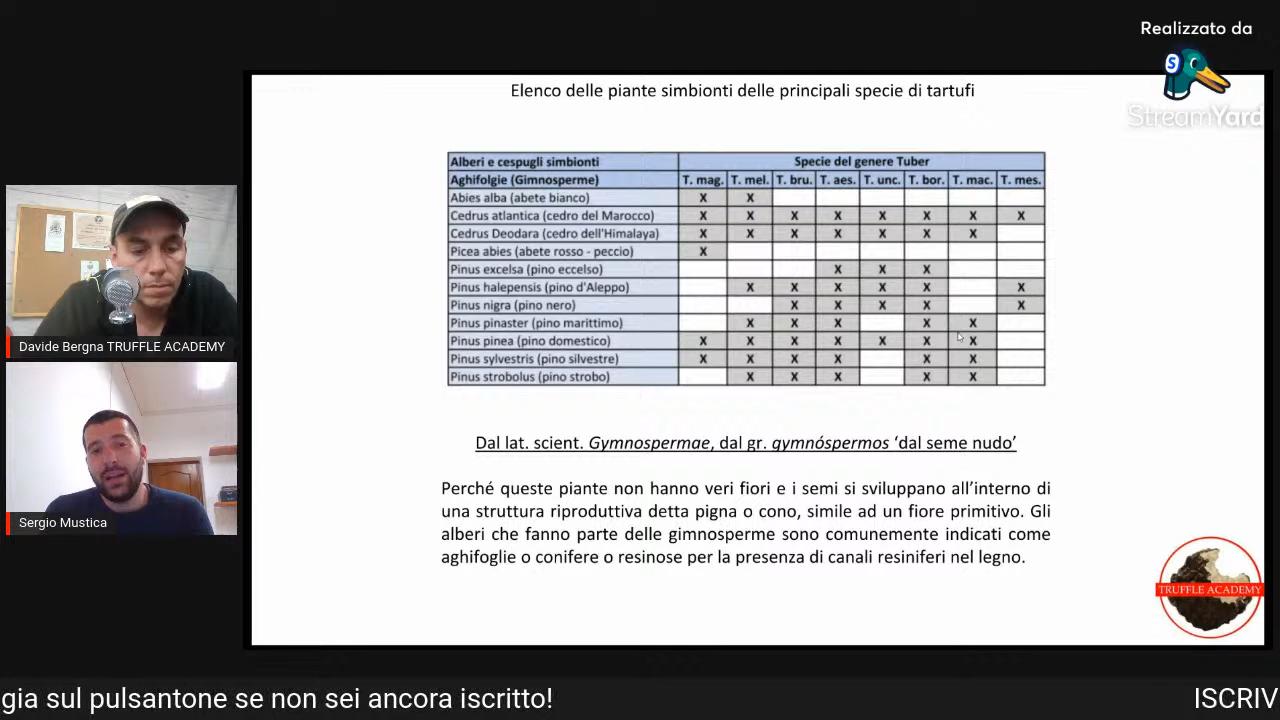 Realizzato da
StreamYard
Elenco delle piante simbionti delle principali specie di tartufi
Alberi e cespugli simbionti Specie del genere Tuber
Aghifolgie (Gimnosperme) T. mag. T. mel. T. bru. T. aes. T. unc. T. bor. T. mac. T. mes.
Abies alba (abete bianco) X X
Cedrus atlantica (cedro del Marocco) X X X X X X X X
Cedrus Deodara (cedro dell'Himalaya) X X X X X X X
Picea abies (abete rosso - peccio) X
Pinus excelsa (pino eccelso) X X X
Pinus halepensis (pino d'Aleppo) X X X X X X
Pinus nigra (pino nero) X X X X X
Pinus pinaster (pino marittimo) X X X X X
Pinus pinea (pino domestico) X X X X X X X
Pinus sylvestris (pino silvestre) X X X X X X
Pinus strobolus (pino strobo) X X X X X
Dal lat. scient. Gymnospermae, dal gr. gymnóspermos ‘dal seme nudo’
Perché queste piante non hanno veri fiori e i semi si sviluppano all’interno di
una struttura riproduttiva detta pigna o cono, simile ad un fiore primitivo. Gli
alberi che fanno parte delle gimnosperme sono comunemente indicati come
aghifoglie o conifere o resinose per la presenza di canali resiniferi nel legno.
Davide Bergna TRUFFLE ACADEMY
Sergio Mustica
TRUFFLE ACADEMY
gia sul pulsantone se non sei ancora iscritto! ISCRIV